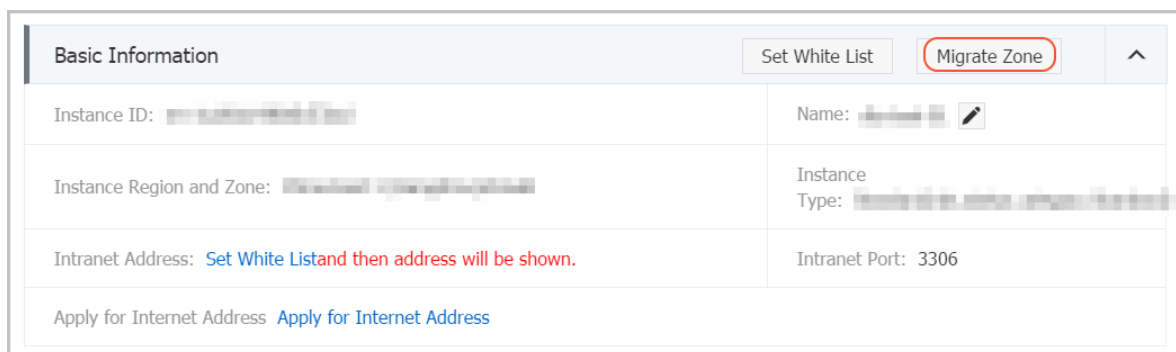 Basic Information Set White List Migrate Zone
Instance ID: Name:
Instance Region and Zone: Instance
Type:
Intranet Address: Set White Listand then address will be shown. Intranet Port: 3306
Apply for Internet Address Apply for Internet Address